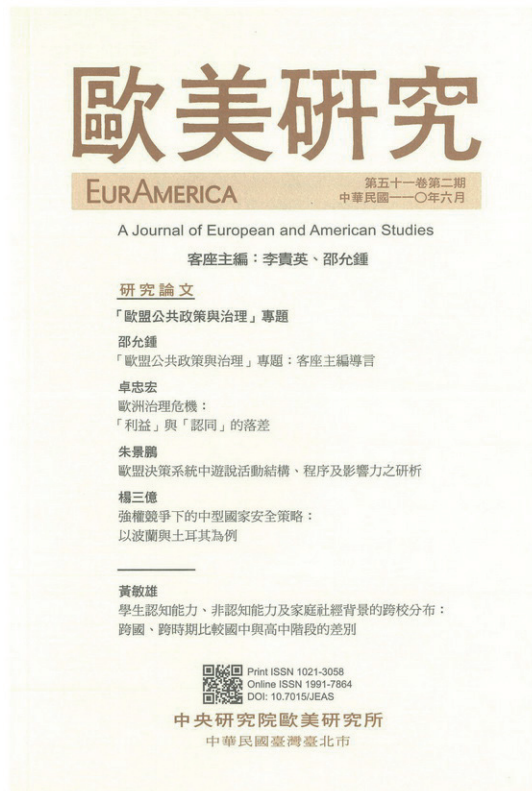 歐美研究
EURAMERICA
第五十一卷第二期
中華民國一一〇年六月
A Journal of European and American Studies
客座主編：李貴英、邵允鍾
研究論文
「歐盟公共政策與治理」專題
邵允鍾
「歐盟公共政策與治理」專題：客座主編導言
卓忠宏
歐洲治理危機：
「利益」與「認同」的落差
朱景鵬
歐盟決策系統中遊說活動結構、程序及影響力之研析
楊三億
強權競爭下的中型國家安全策略：
以波蘭與土耳其為例
黃敏雄
學生認知能力、非認知能力及家庭社經背景的跨校分布：
跨國、跨時期比較國中與高中階段的差別
Print ISSN 1021-3058
Online ISSN 1991-7864
DOI: 10.7015/JEAS
中央研究院歐美研究所
中華民國臺灣臺北市